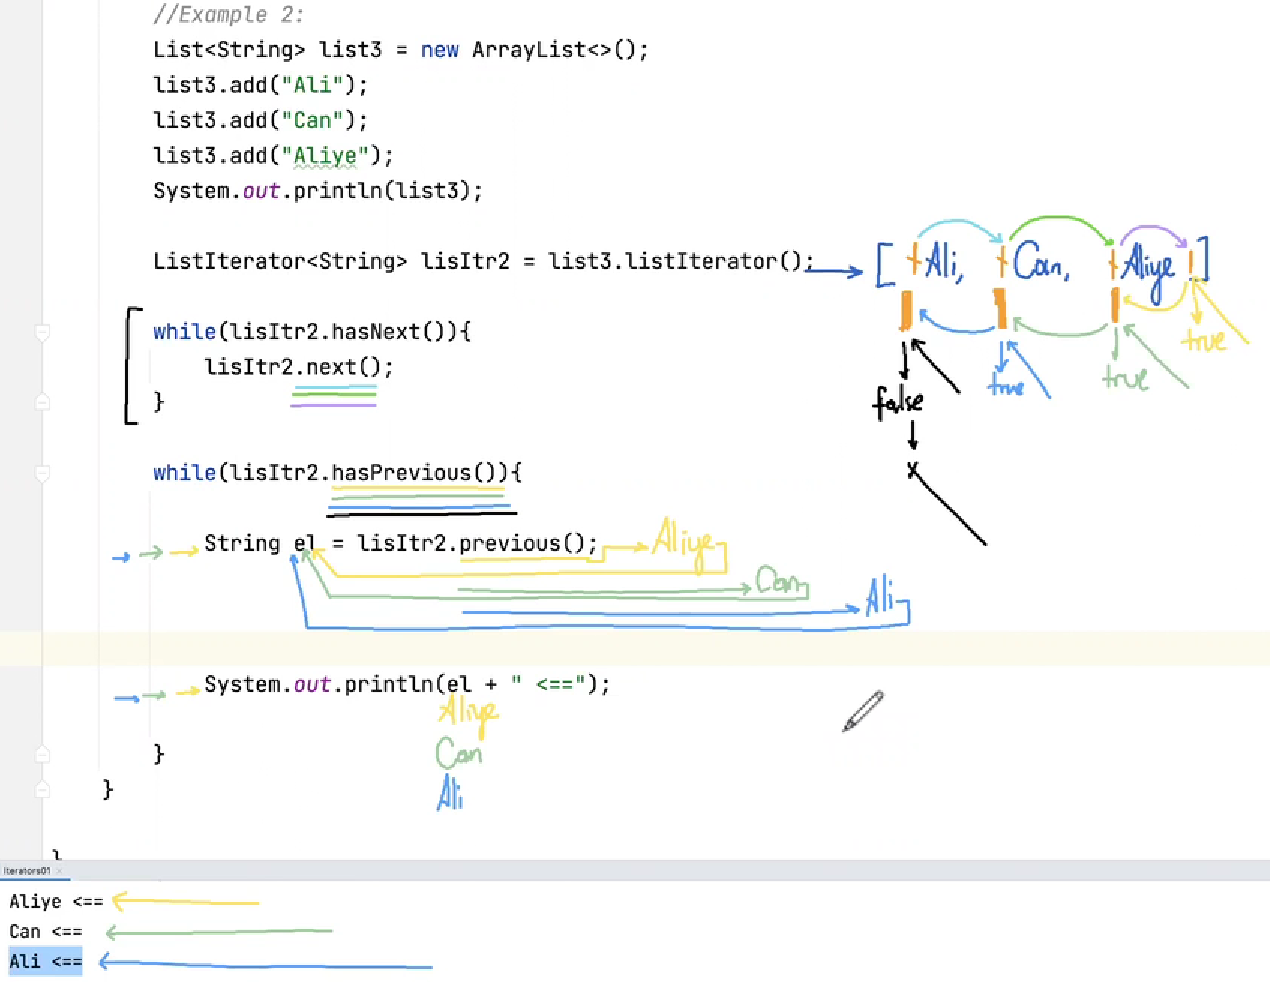 //Example 2:
List<String> list3 = new ArrayList<>();
list3.add("Ali");
list3.add("Can");
list3.add("Aliye");
System.out.println(list3);
ListIterator<String> lisItr2 = list3.listIterator();
[ Ali, Can, Aliye ]
while(lisItr2.hasNext()){
true
lisItr2.next();
true
true
false
}
x
while(lisItr2.hasPrevious()){
String el = lisItr2.previous();
Aliye
Can
Ali
System.out.println(el + " <==");
Aliye
Can
Ali
}
}
}
Iterators01
Aliye <==
Can <==
Ali <==